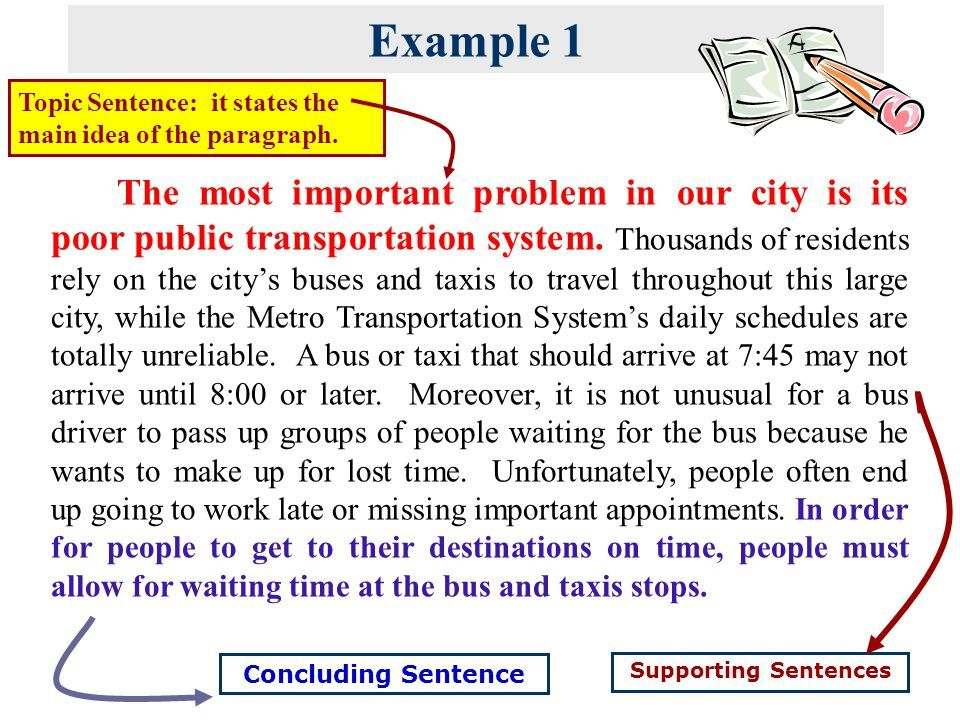 Example 1
Topic Sentence: it states the
main idea of the paragraph.
The most important problem in our city is its
poor public transportation system. Thousands of residents
rely on the city’s buses and taxis to travel throughout this large
city, while the Metro Transportation System’s daily schedules are
totally unreliable. A bus or taxi that should arrive at 7:45 may not
arrive until 8:00 or later. Moreover, it is not unusual for a bus
driver to pass up groups of people waiting for the bus because he
wants to make up for lost time. Unfortunately, people often end
up going to work late or missing important appointments. In order
for people to get to their destinations on time, people must
allow for waiting time at the bus and taxis stops.
Concluding Sentence
Supporting Sentences